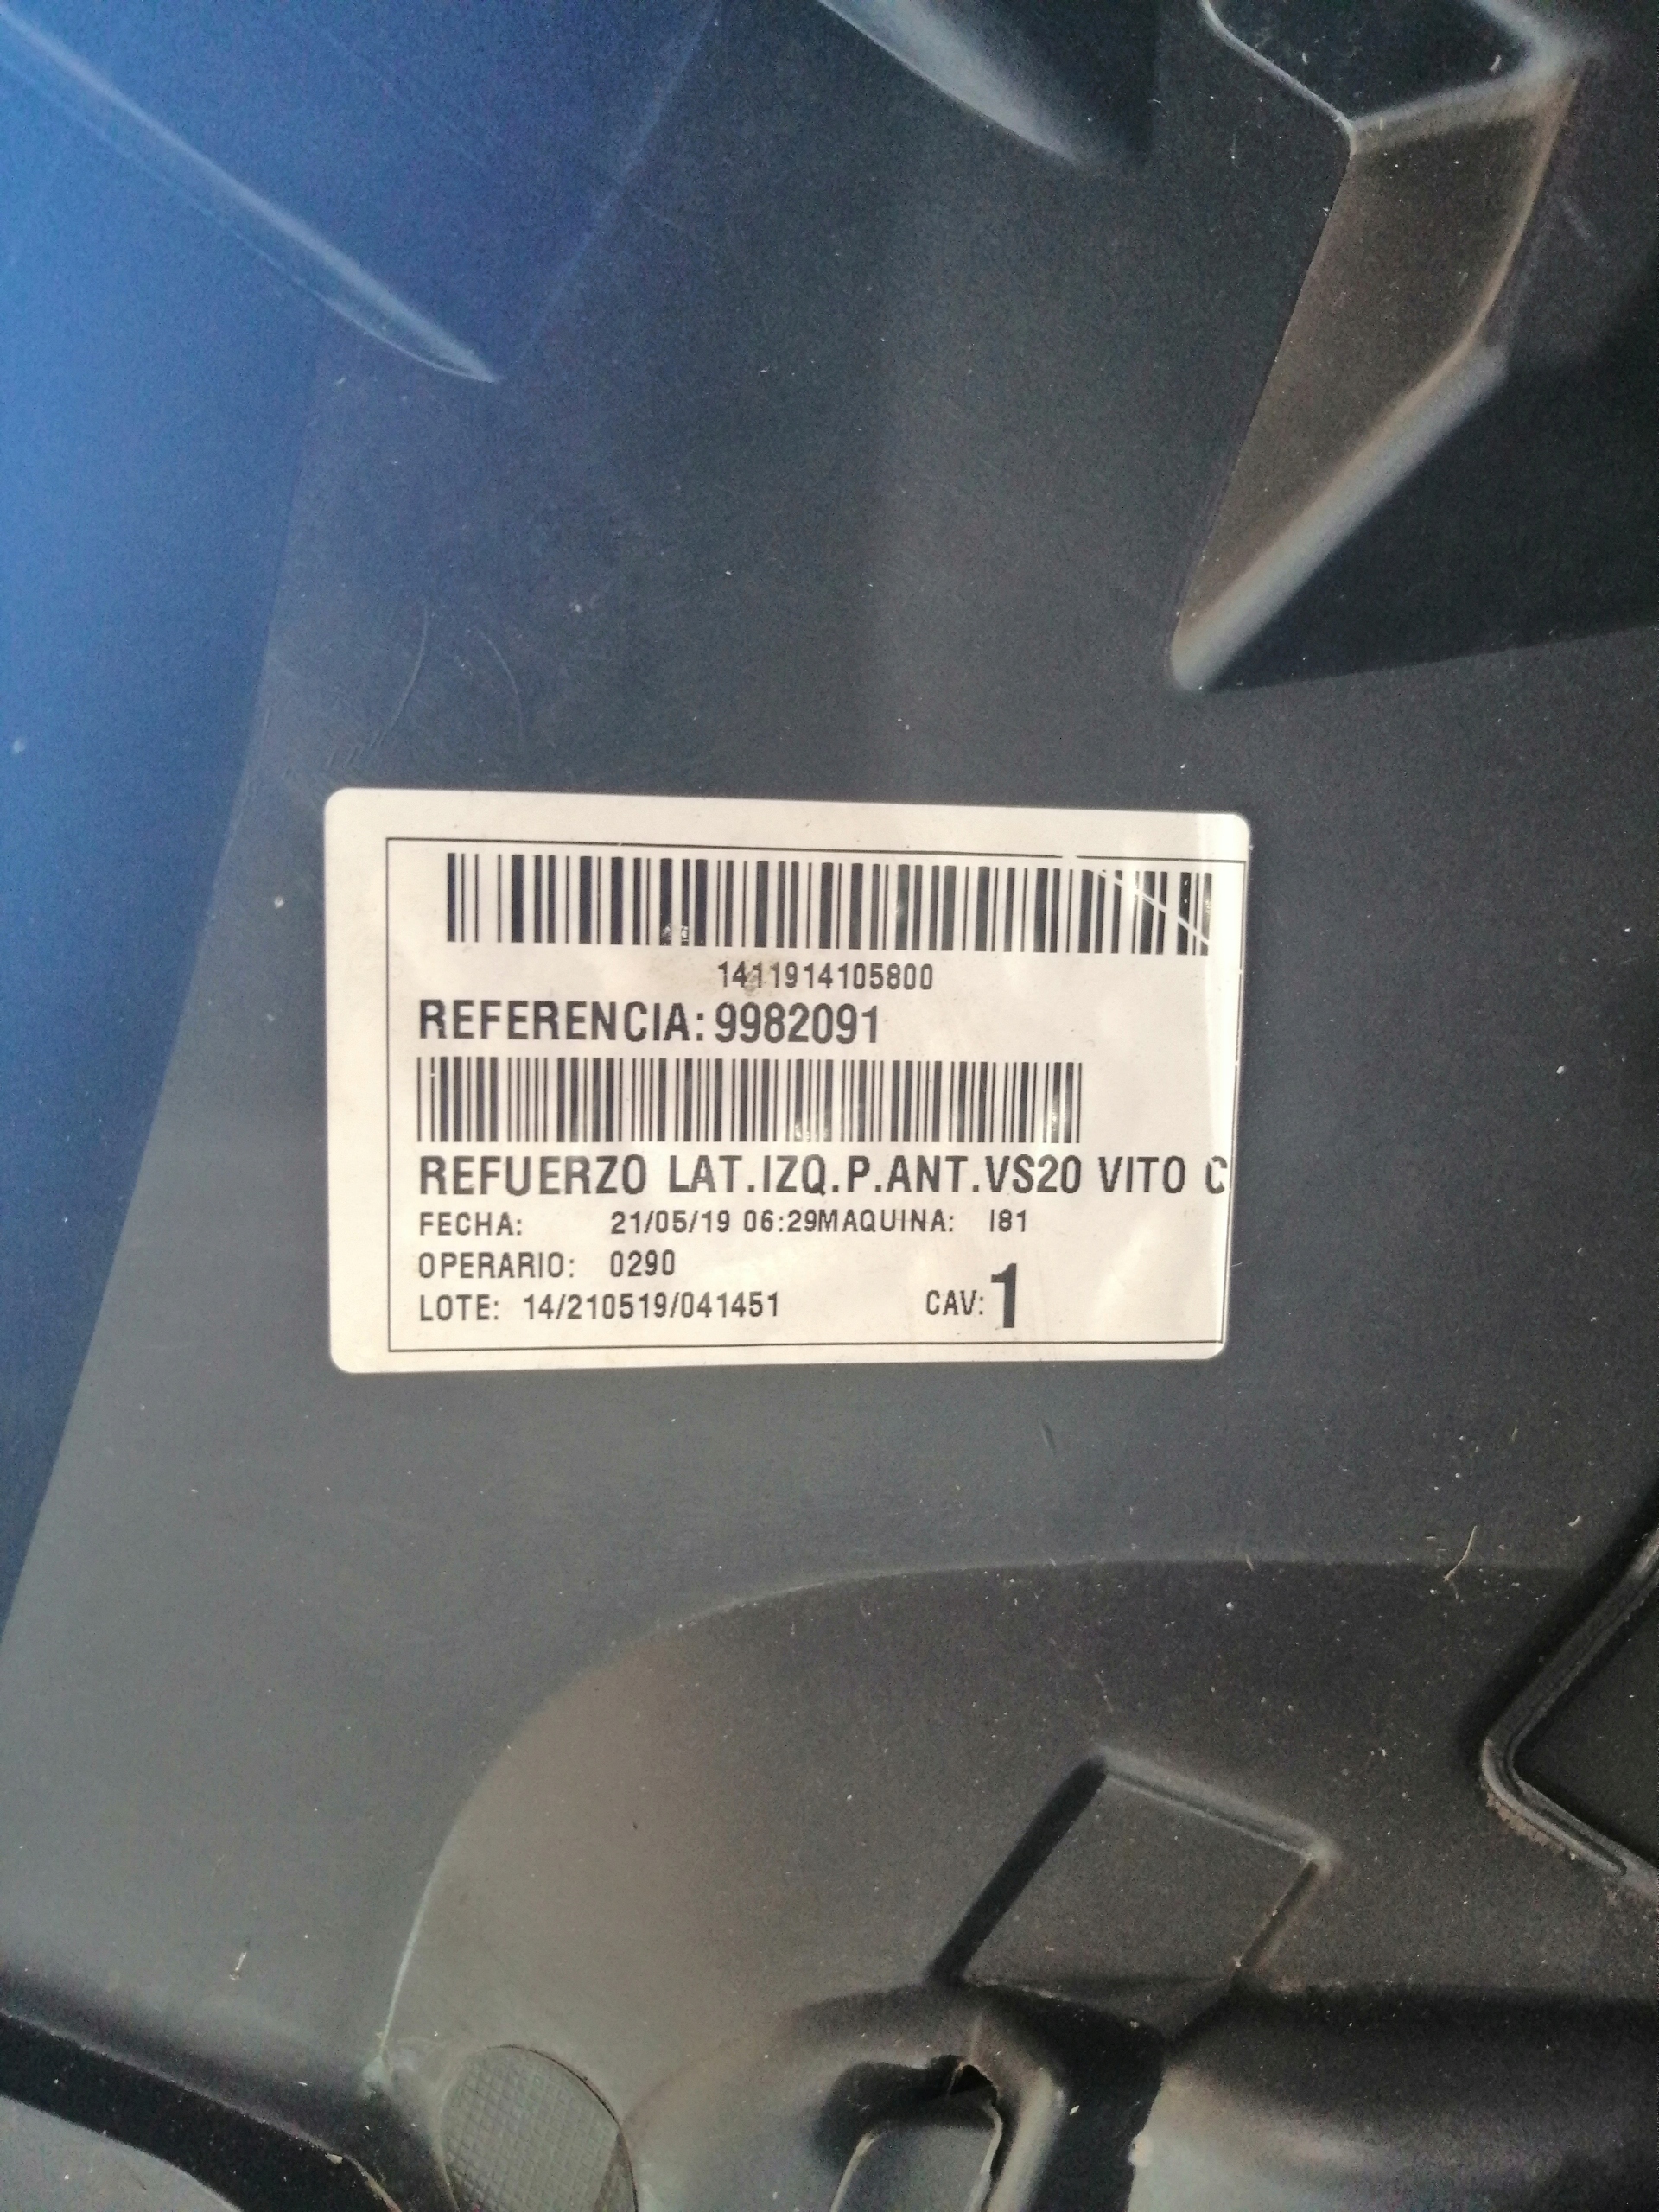 1411914105800
REFERENCIA: 9982091
REFUERZO LAT.IZQ.P.ANT.VS20 VITO C
FECHA: 21/05/19 06:29MAQUINA: I81
OPERARIO: 0290
LOTE: 14/210519/041451 CAV: 1